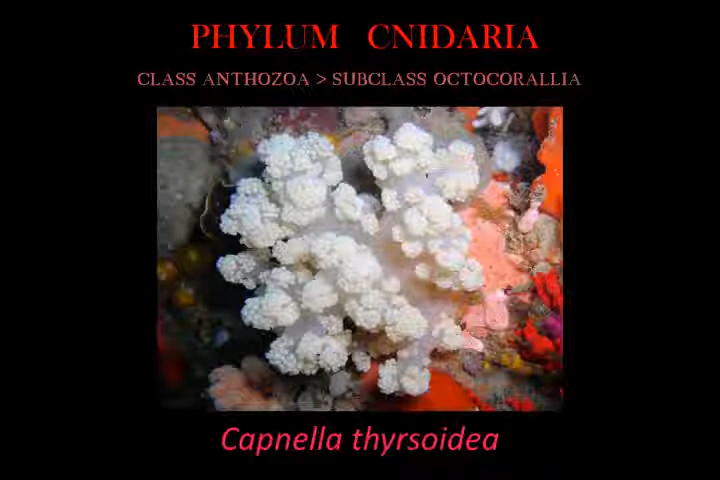 PHYLUM CNIDARIA
CLASS ANTHOZOA > SUBCLASS OCTOCORALLIA
Capnella thyrsoidea